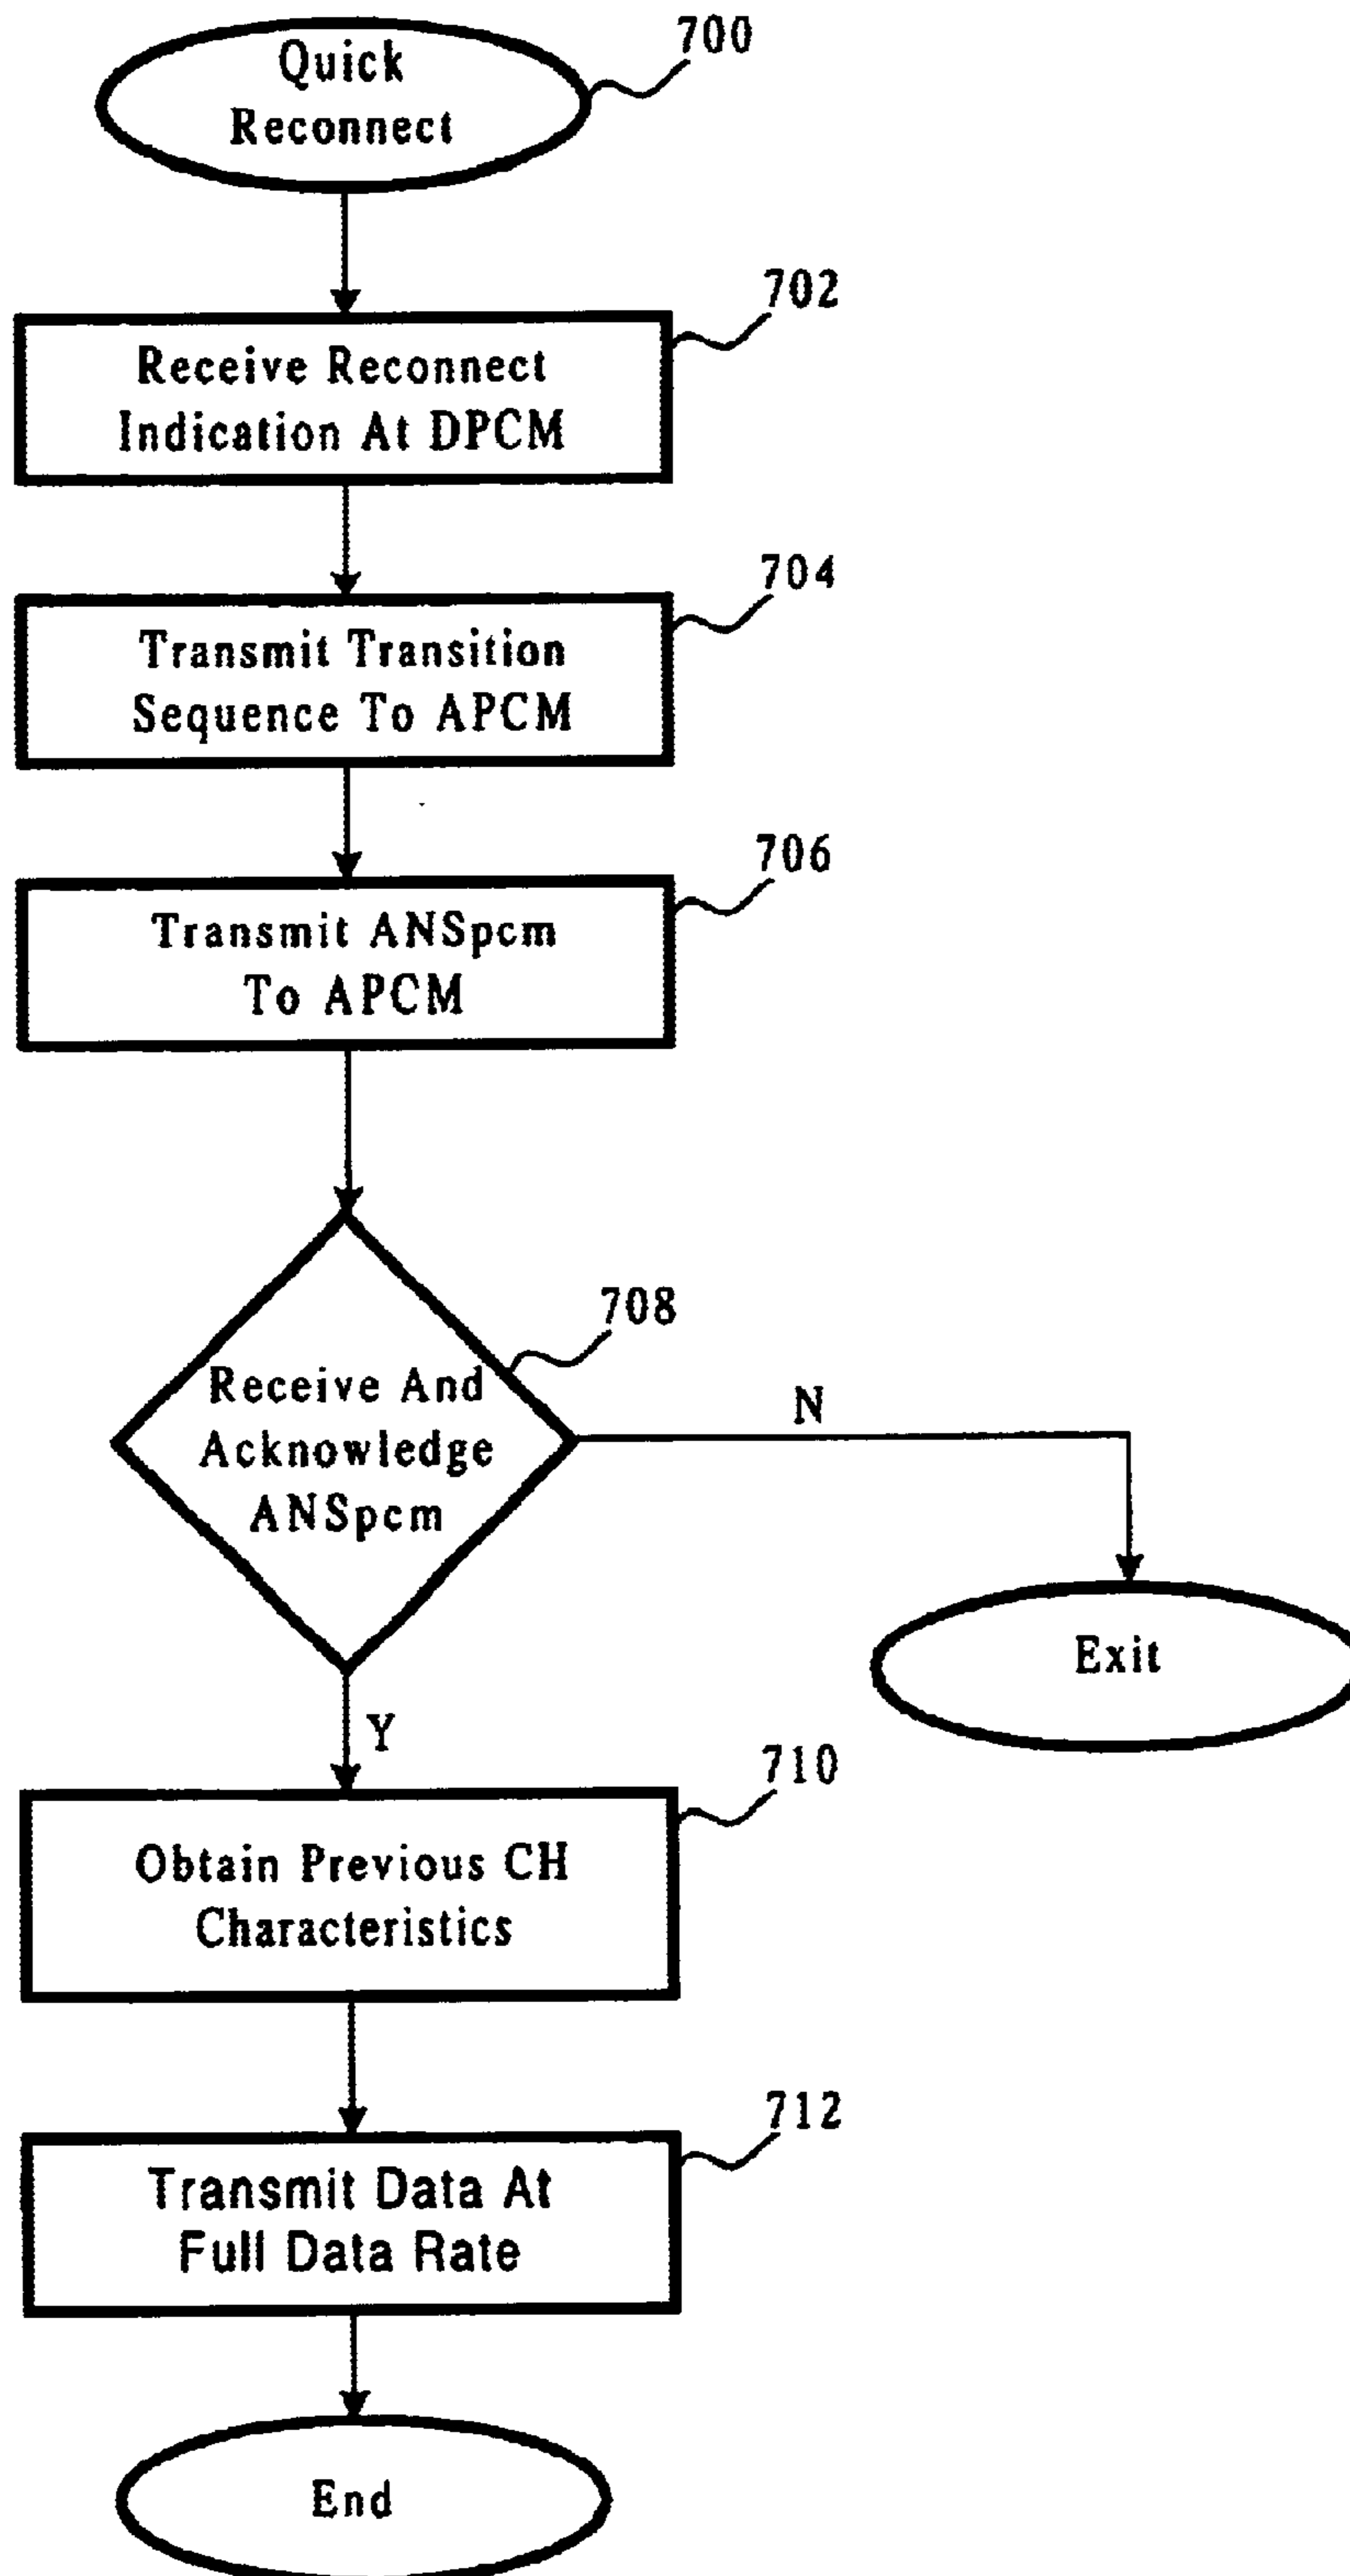 Quick
Reconnect
700
Receive Reconnect
Indication At DPCM
702
Transmit Transition
Sequence To APCM
704
Transmit ANSpcm
To APCM
706
Receive And
Acknowledge
ANSpcm
708
N
Exit
Y
Obtain Previous CH
Characteristics
710
Transmit Data At
Full Data Rate
712
End